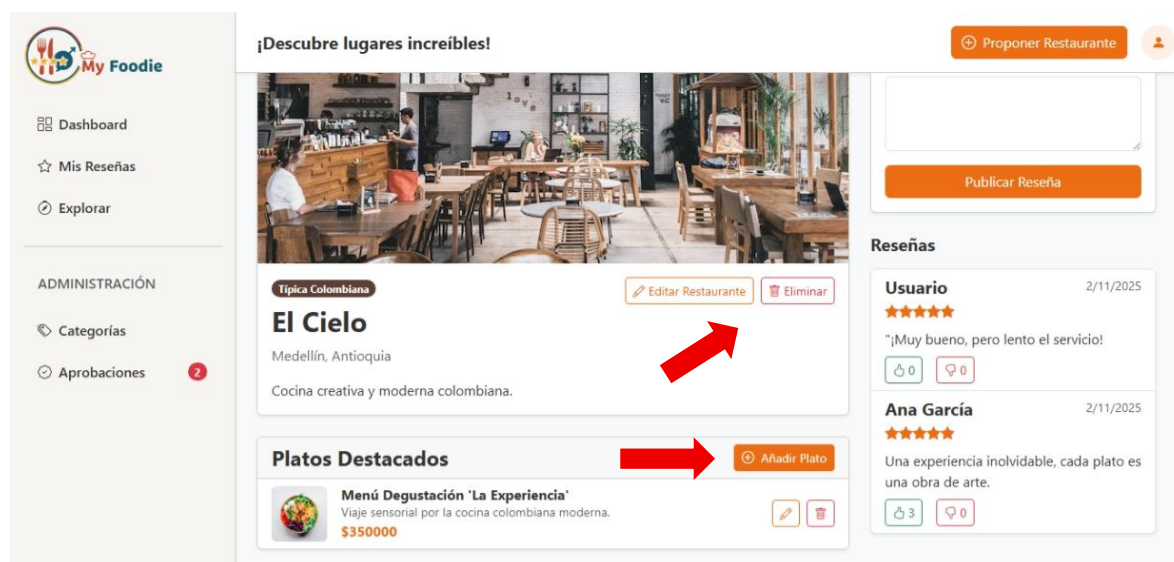 My Foodie
Dashboard
Mis Reseñas
Explorar
ADMINISTRACIÓN
Categorías
Aprobaciones 2
¡Descubre lugares increíbles!
Proponer Restaurante
love
Típica Colombiana
Editar Restaurante
Eliminar
El Cielo
Medellín, Antioquia
Cocina creativa y moderna colombiana.
Platos Destacados
Añadir Plato
Menú Degustación 'La Experiencia'
Viaje sensorial por la cocina colombiana moderna.
$350000
Publicar Reseña
Reseñas
Usuario 2/11/2025
"¡Muy bueno, pero lento el servicio!
0 0
Ana García 2/11/2025
Una experiencia inolvidable, cada plato es
una obra de arte.
3 0